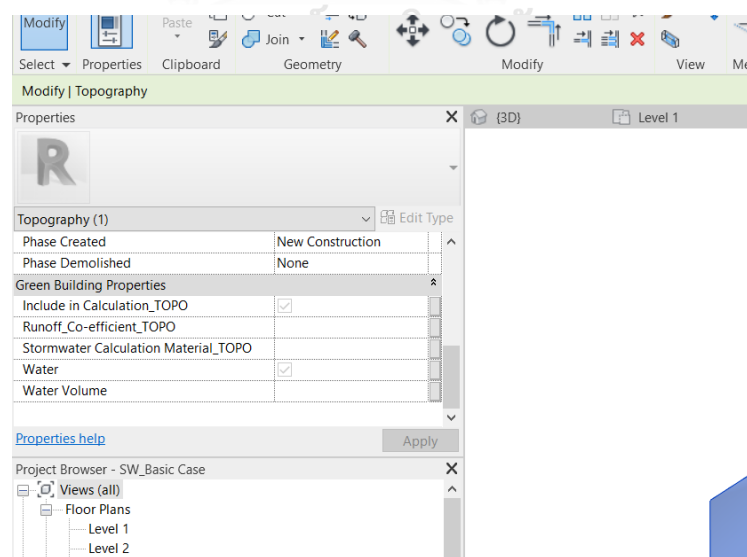 Modify
Paste
Cut
Join
Select Properties Clipboard Geometry Modify View
Modify | Topography
Properties
{3D} Level 1
R
Topography (1) Edit Type
Phase Created New Construction
Phase Demolished None
Green Building Properties
Include in Calculation_TOPO
Runoff_Co-efficient_TOPO
Stormwater Calculation Material_TOPO
Water
Water Volume
Properties help Apply
Project Browser - SW_Basic Case
Views (all)
Floor Plans
Level 1
Level 2